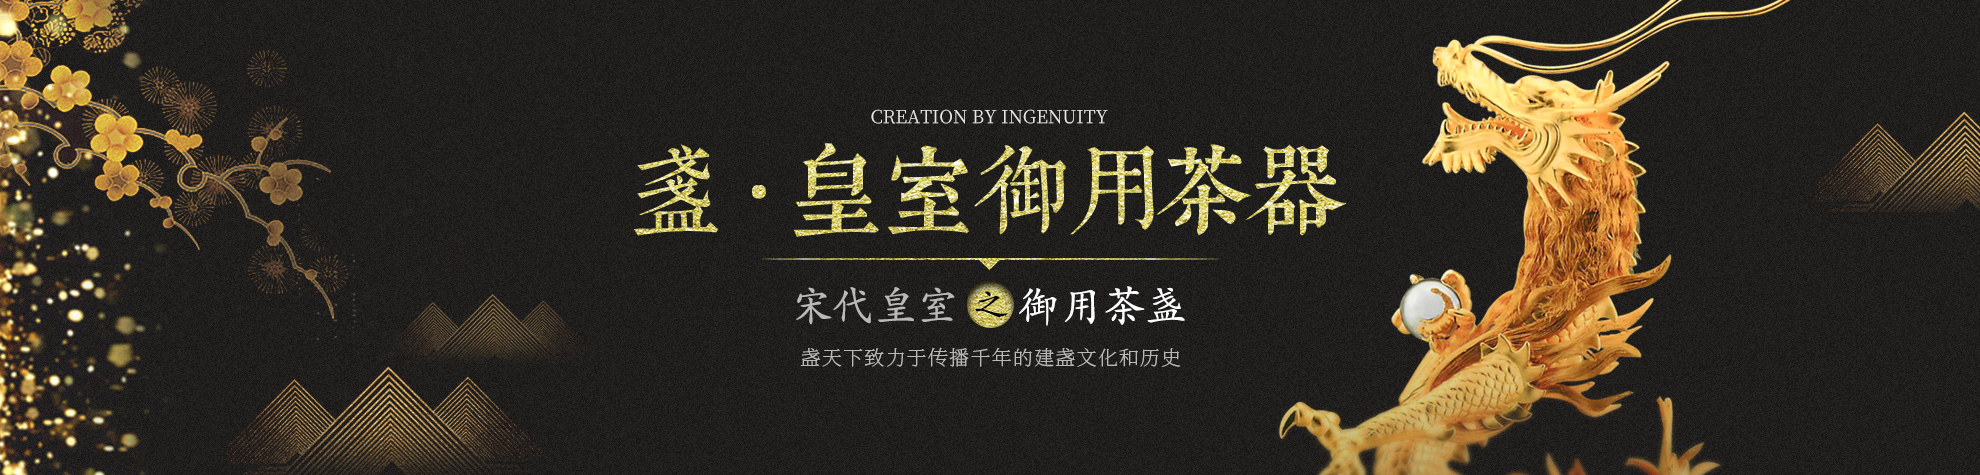 CREATION BY INGENUITY
盏·皇室御用茶器
宋代皇室之御用茶盏
盏天下致力于传播千年的建盏文化和历史